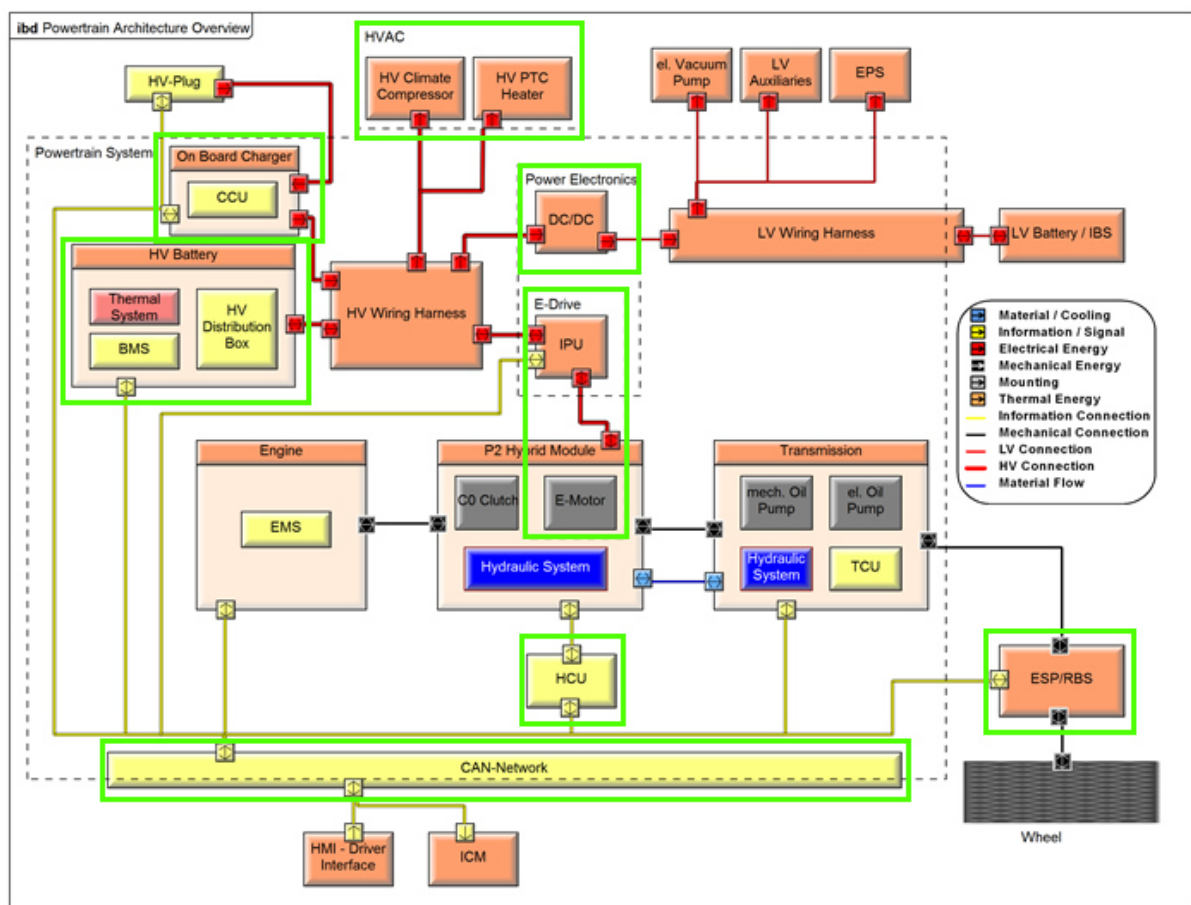 ibd Powertrain Architecture Overview
HVAC
HV-Plug
HV Climate
Compressor
HV PTC
Heater
el. Vacuum
Pump
LV
Auxiliaries
EPS
Powertrain System
On Board Charger
CCU
Power Electronics
DC/DC
LV Wiring Harness
LV Battery / IBS
HV Battery
Thermal
System
BMS
HV
Distribution
Box
HV Wiring Harness
E-Drive
IPU
Material / Cooling
Information / Signal
Electrical Energy
Mechanical Energy
Mounting
Thermal Energy
Information Connection
Mechanical Connection
LV Connection
HV Connection
Material Flow
Engine
EMS
P2 Hybrid Module
C0 Clutch
E-Motor
Hydraulic System
Transmission
mech. Oil
Pump
el. Oil
Pump
Hydraulic
System
TCU
HCU
ESP/RBS
CAN-Network
Wheel
HMI - Driver
Interface
ICM